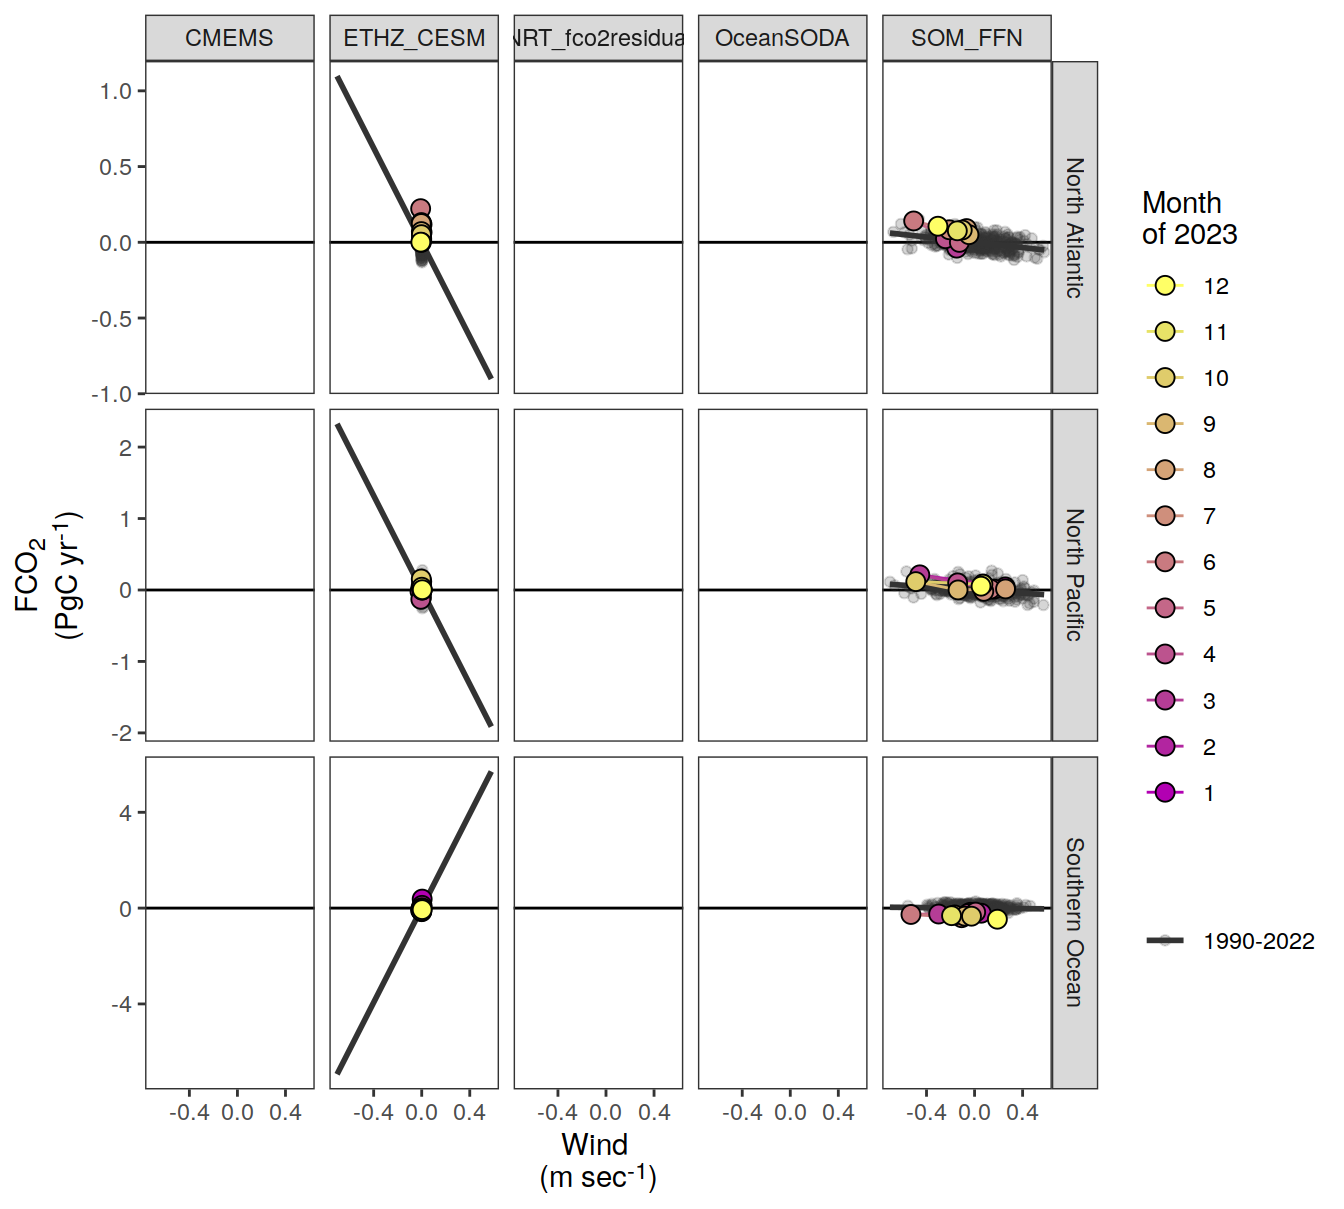 CMEMS ETHZ_CESM NRT_fco2residua OceanSODA SOM_FFN
1.0
0.5
0.0
-0.5
-1.0
North Atlantic
2
1
0
-1
-2
North Pacific
4
0
-4
Southern Ocean
-0.4 0.0 0.4 -0.4 0.0 0.4 -0.4 0.0 0.4 -0.4 0.0 0.4 -0.4 0.0 0.4
FCO2
(PgC yr-1)
Wind
(m sec-1)
Month
of 2023
12
11
10
9
8
7
6
5
4
3
2
1
1990-2022